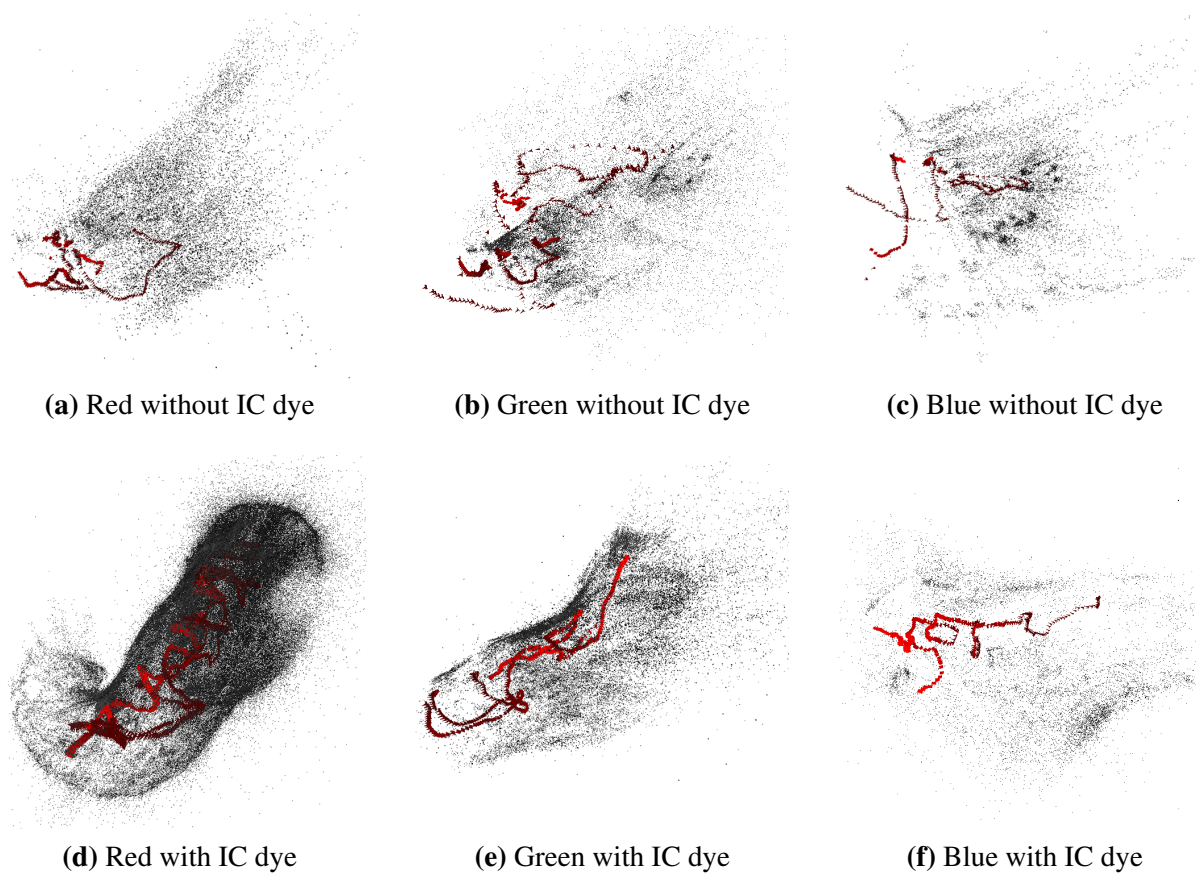 (a) Red without IC dye
(b) Green without IC dye
(c) Blue without IC dye
(d) Red with IC dye
(e) Green with IC dye
(f) Blue with IC dye